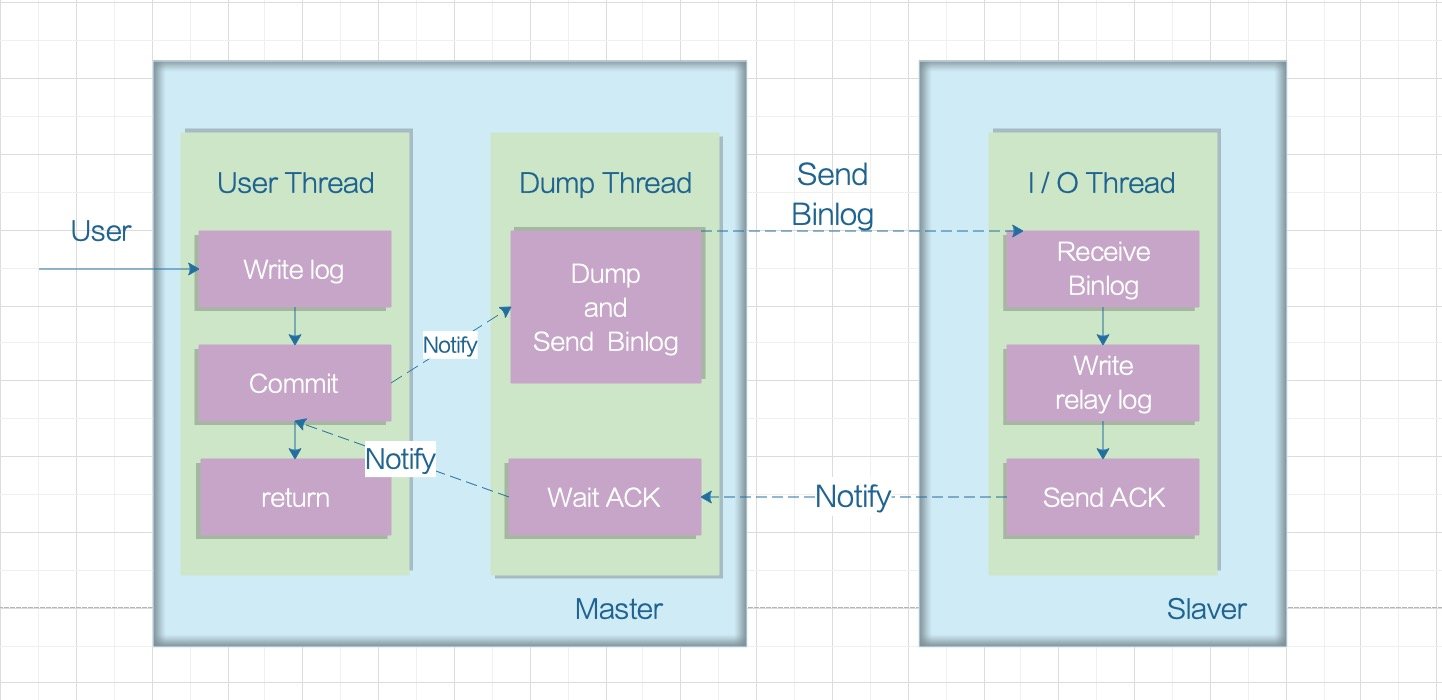 User
User Thread
Write log
Commit
return
Notify
Notify
Dump Thread
Dump
and
Send Binlog
Wait ACK
Master
Send
Binlog
Notify
I / O Thread
Receive
Binlog
Write
relay log
Send ACK
Slaver